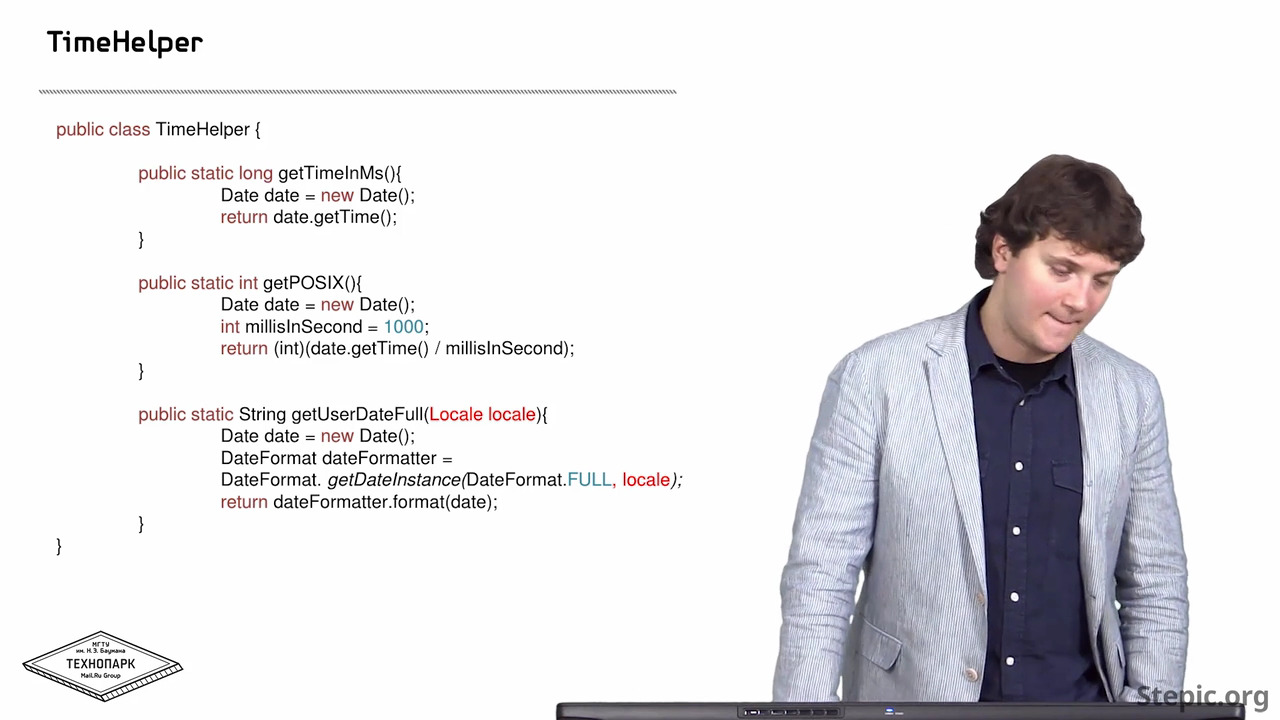 TimeHelper
public class TimeHelper {
public static long getTimeInMs(){
Date date = new Date();
return date.getTime();
}
public static int getPOSIX(){
Date date = new Date();
int millisInSecond = 1000;
return (int)(date.getTime() / millisInSecond);
}
public static String getUserDateFull(Locale locale){
Date date = new Date();
DateFormat dateFormatter =
DateFormat. getDateInstance(DateFormat.FULL, locale);
return dateFormatter.format(date);
}
}
МГТУ
им. Н.Э. Баумана
ТЕХНОПАРК
Mail.Ru Group
Stepic.org